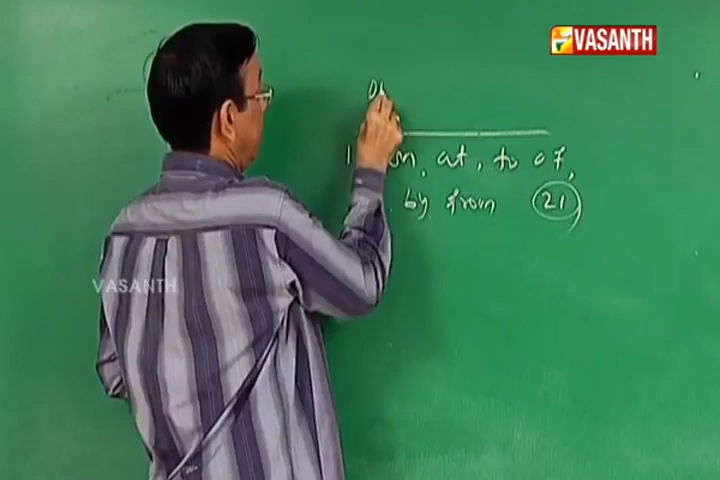 VASANTH
on, at, to of,
by from 21
VASANTH